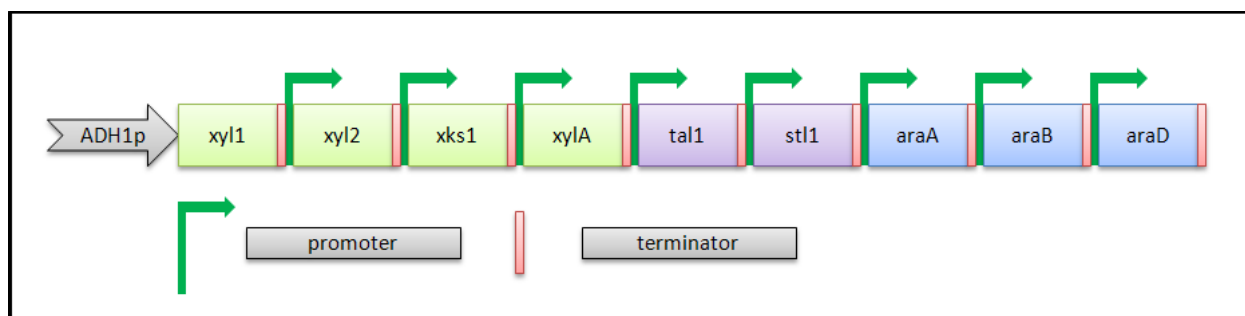 ADH1p xyl1 xyl2 xks1 xylA tal1 stl1 araA araB araD
promoter terminator